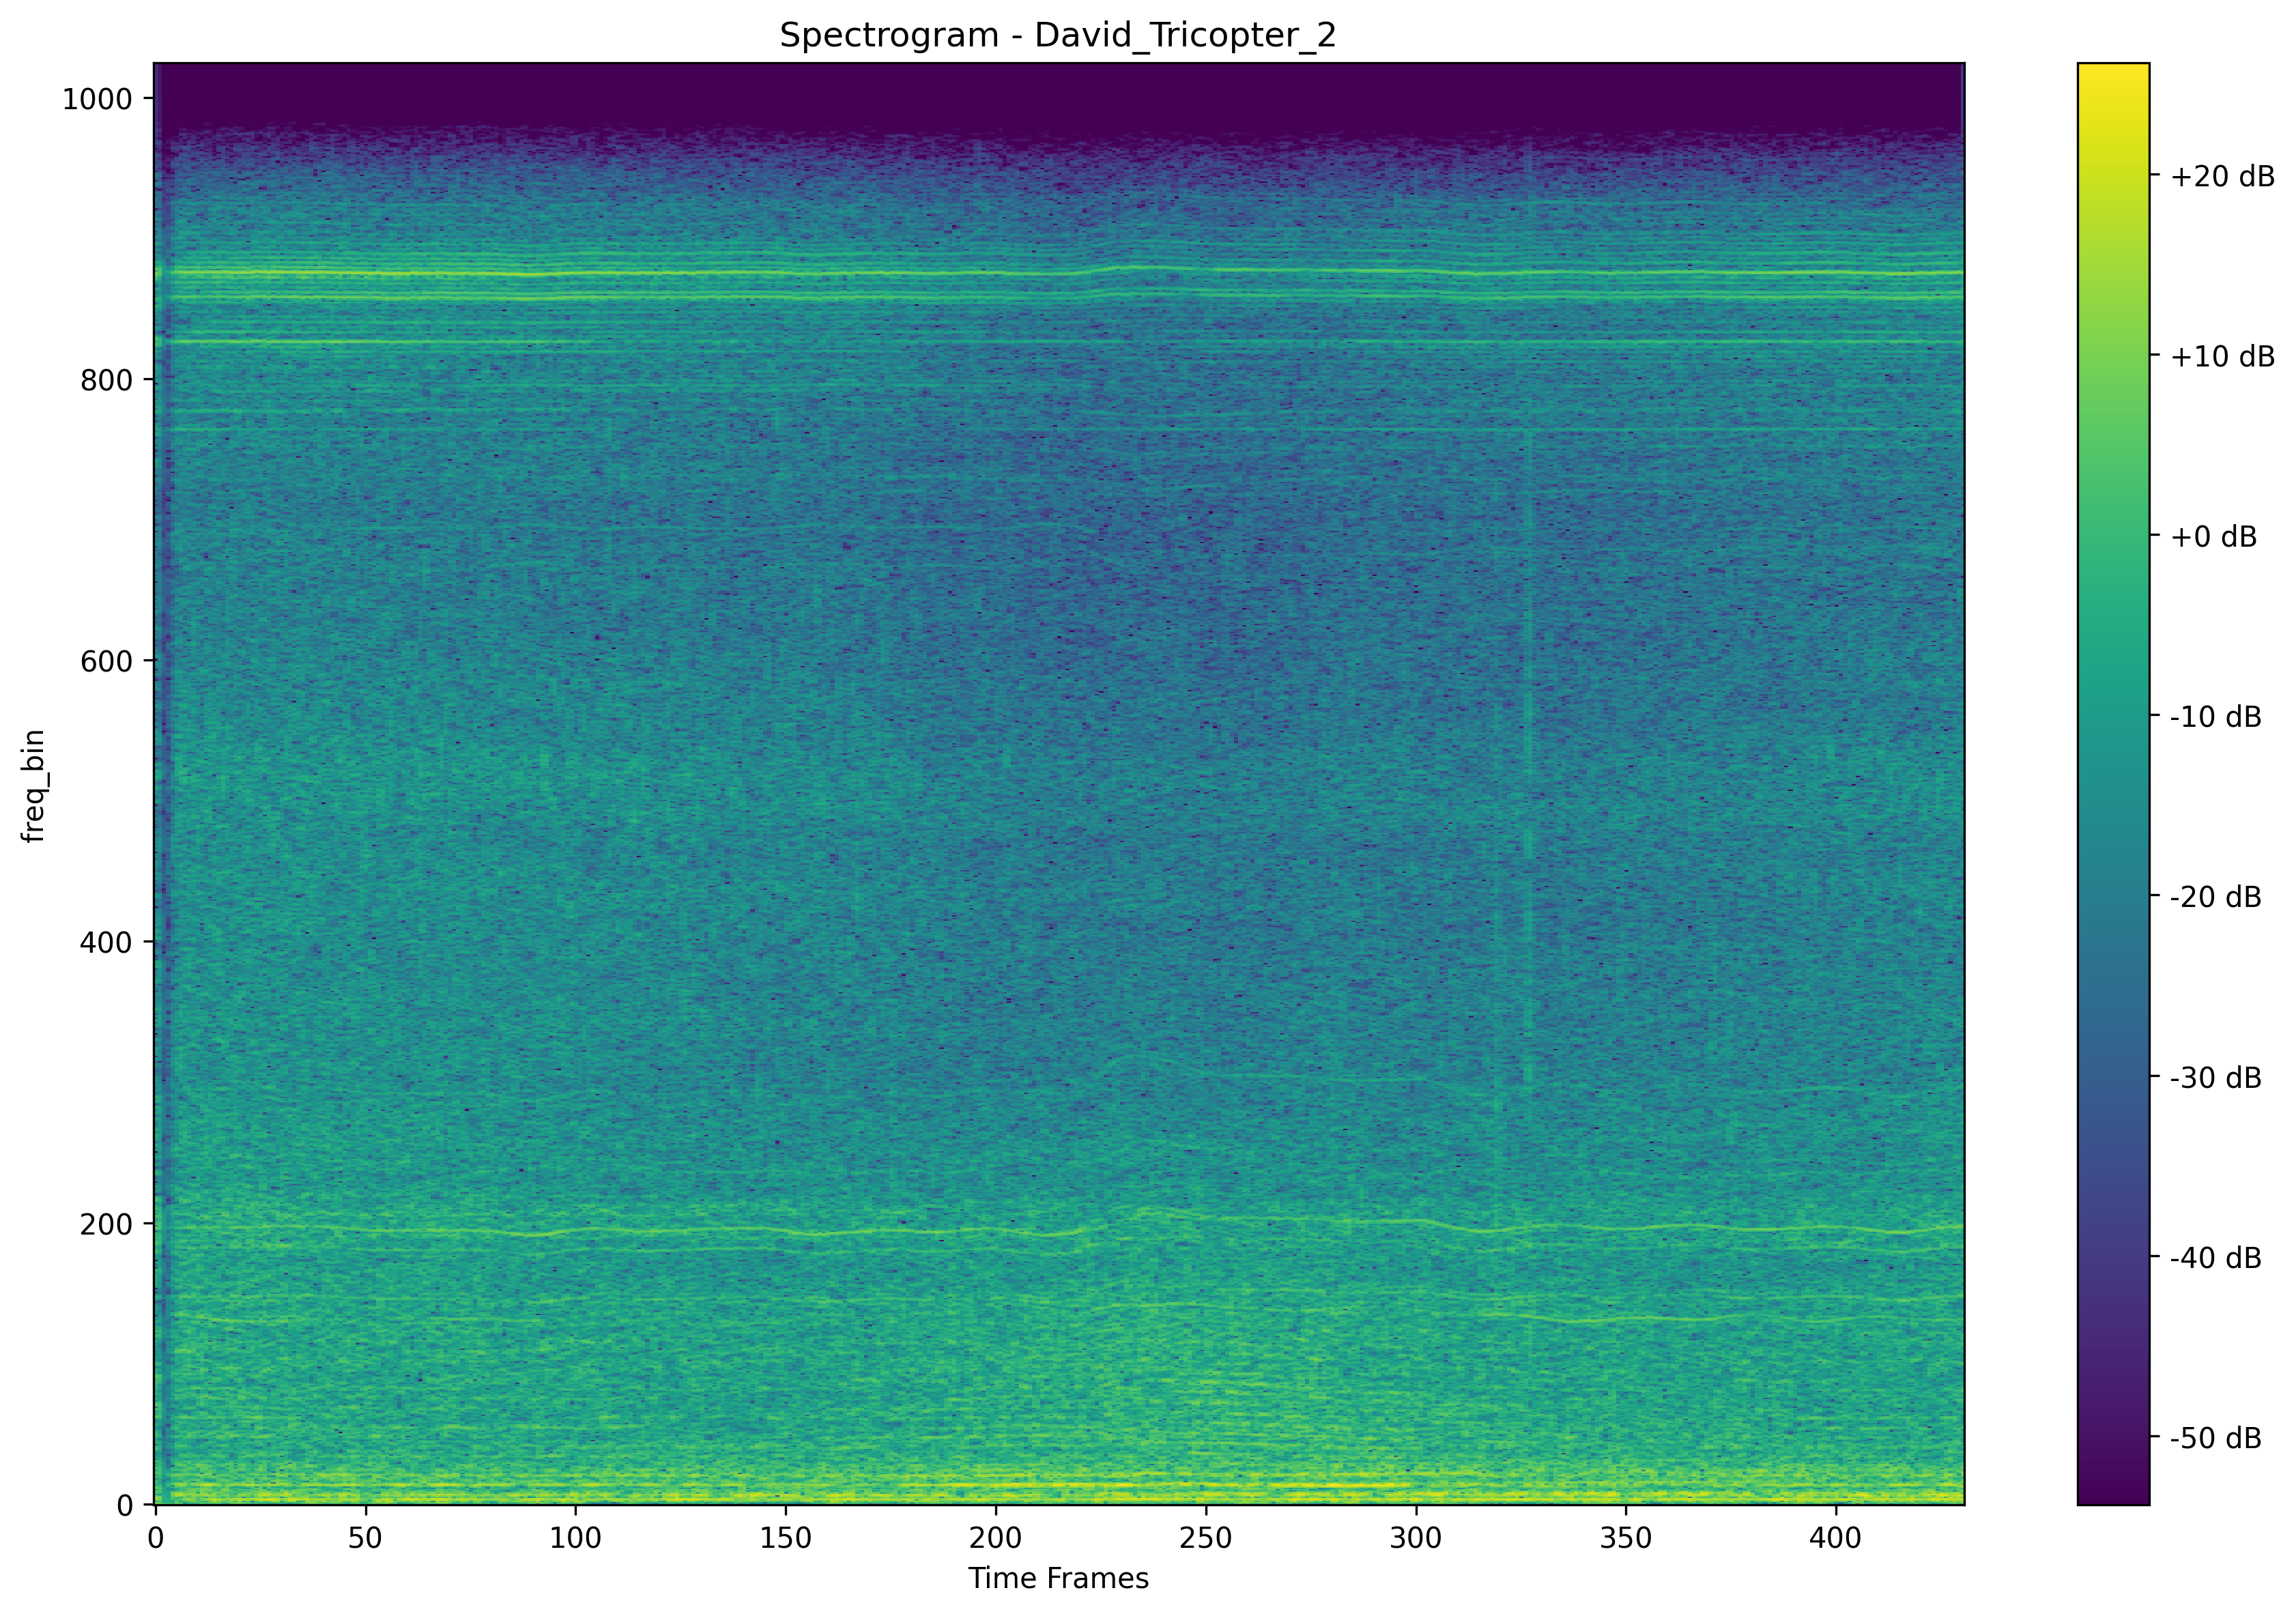 Spectrogram - David_Tricopter_2
1000
800
600
400
200
0
freq_bin
0 50 100 150 200 250 300 350 400
Time Frames
+20 dB
+10 dB
+0 dB
-10 dB
-20 dB
-30 dB
-40 dB
-50 dB